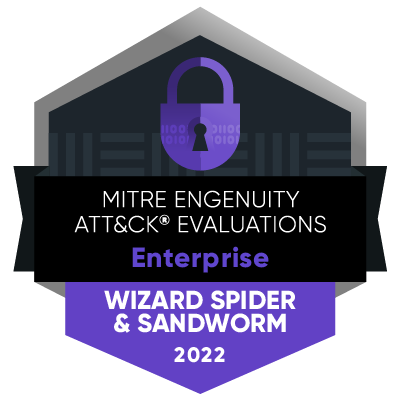 MITRE ENGENUITY
ATT&CK® EVALUATIONS
Enterprise
WIZARD SPIDER
& SANDWORM
2022